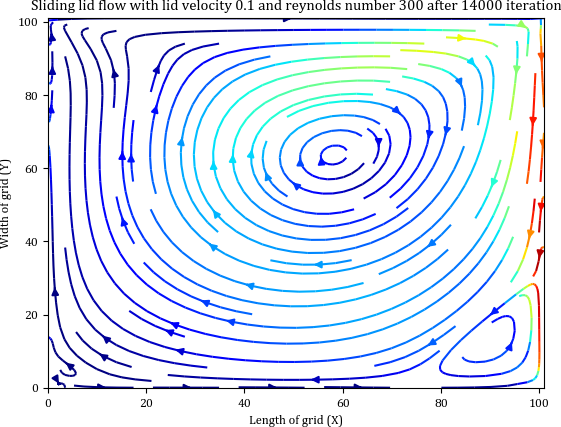 Sliding lid flow with lid velocity 0.1 and reynolds number 300 after 14000 iteration
100
80
60
40
20
0
Width of grid (Y)
0 20 40 60 80 100
Length of grid (X)